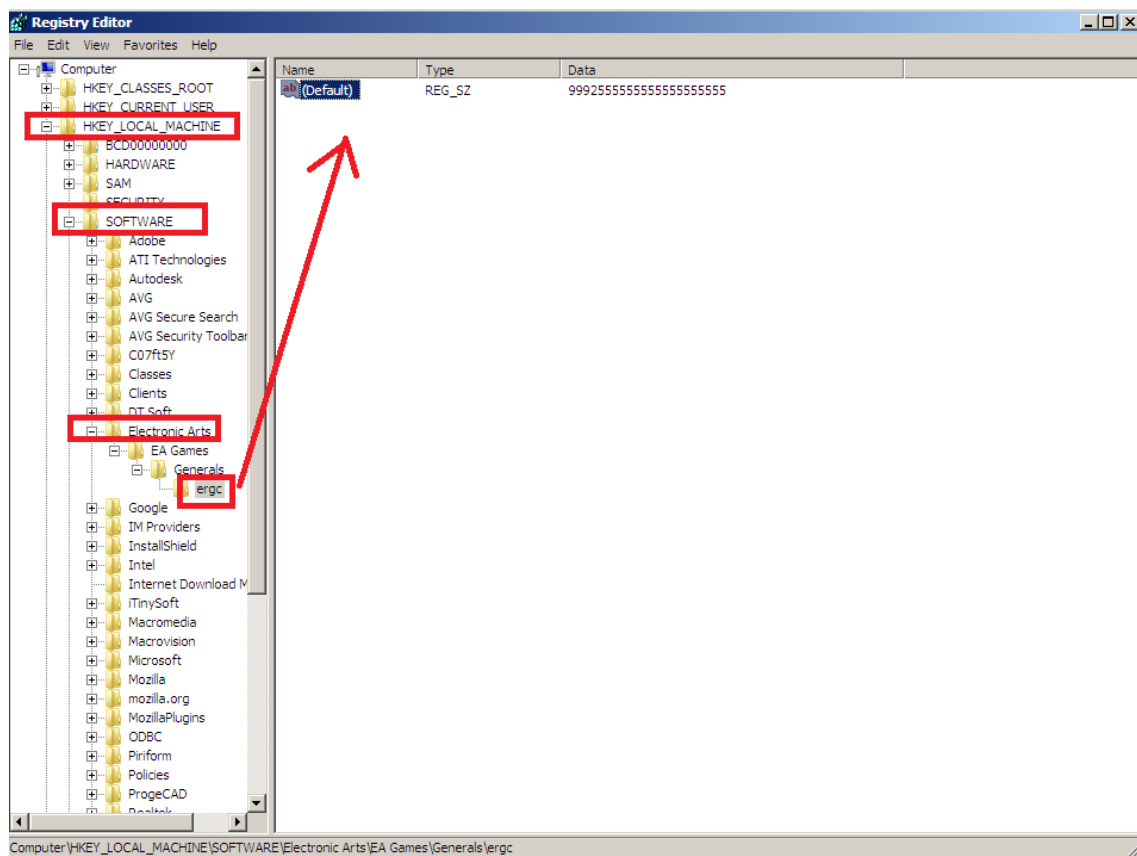 Registry Editor
File Edit View Favorites Help
Computer
HKEY_CLASSES_ROOT
HKEY_CURRENT_USER
HKEY_LOCAL_MACHINE
BCD00000000
HARDWARE
SAM
SECURITY
SOFTWARE
Adobe
ATI Technologies
Autodesk
AVG
AVG Secure Search
AVG Security Toolbar
C07ft5Y
Classes
Clients
DT Soft
Electronic Arts
EA Games
Generals
ergc
Google
IM Providers
InstallShield
Intel
Internet Download M
iTinySoft
Macromedia
Macrovision
Microsoft
Mozilla
mozilla.org
MozillaPlugins
ODBC
Piriform
Policies
ProgeCAD
Realtek
Name Type Data
ab (Default) REG_SZ 9992555555555555555555
Computer\HKEY_LOCAL_MACHINE\SOFTWARE\Electronic Arts\EA Games\Generals\ergc